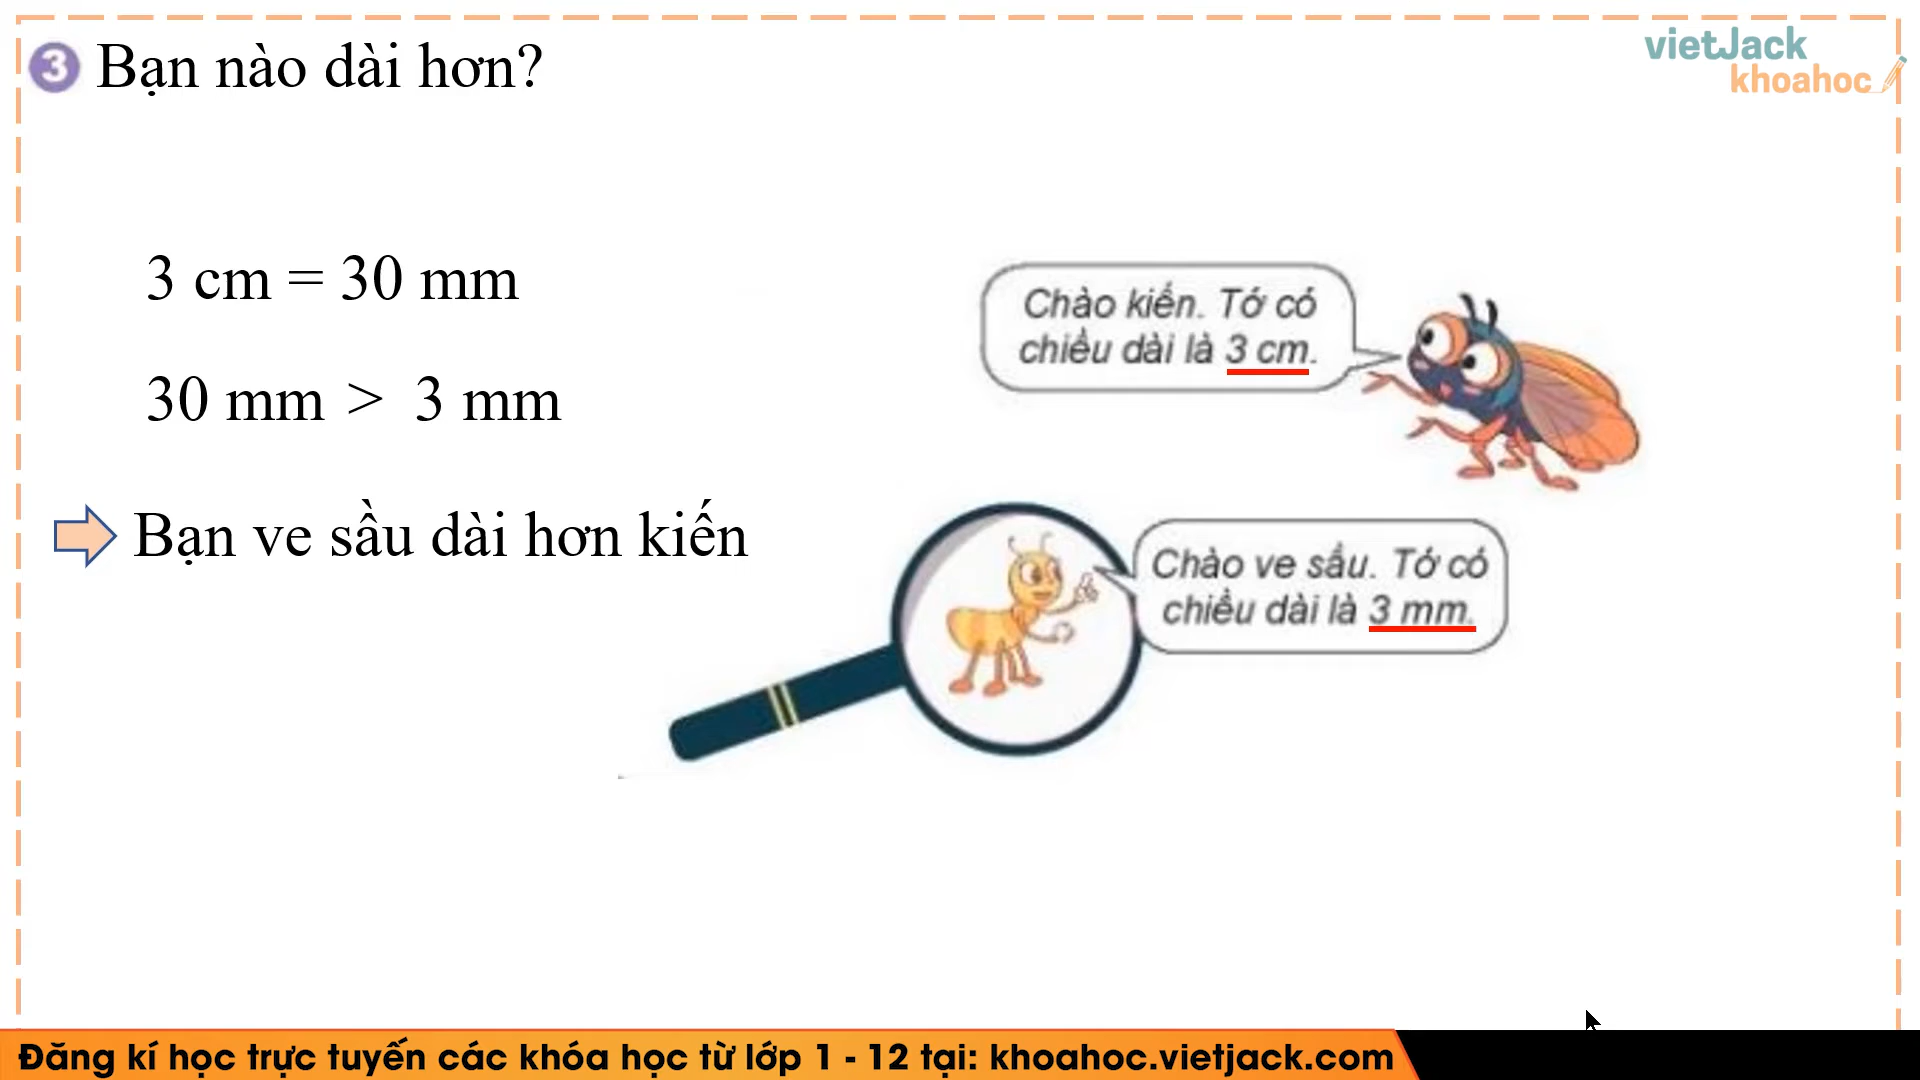 3 Bạn nào dài hơn?
vietJack
khoahoc
3 cm = 30 mm
30 mm > 3 mm
Bạn ve sầu dài hơn kiến
Chào kiến. Tớ có
chiều dài là 3 cm.
Chào ve sầu. Tớ có
chiều dài là 3 mm.
Đăng kí học trực tuyến các khóa học từ lớp 1 - 12 tại: khoahoc.vietjack.com